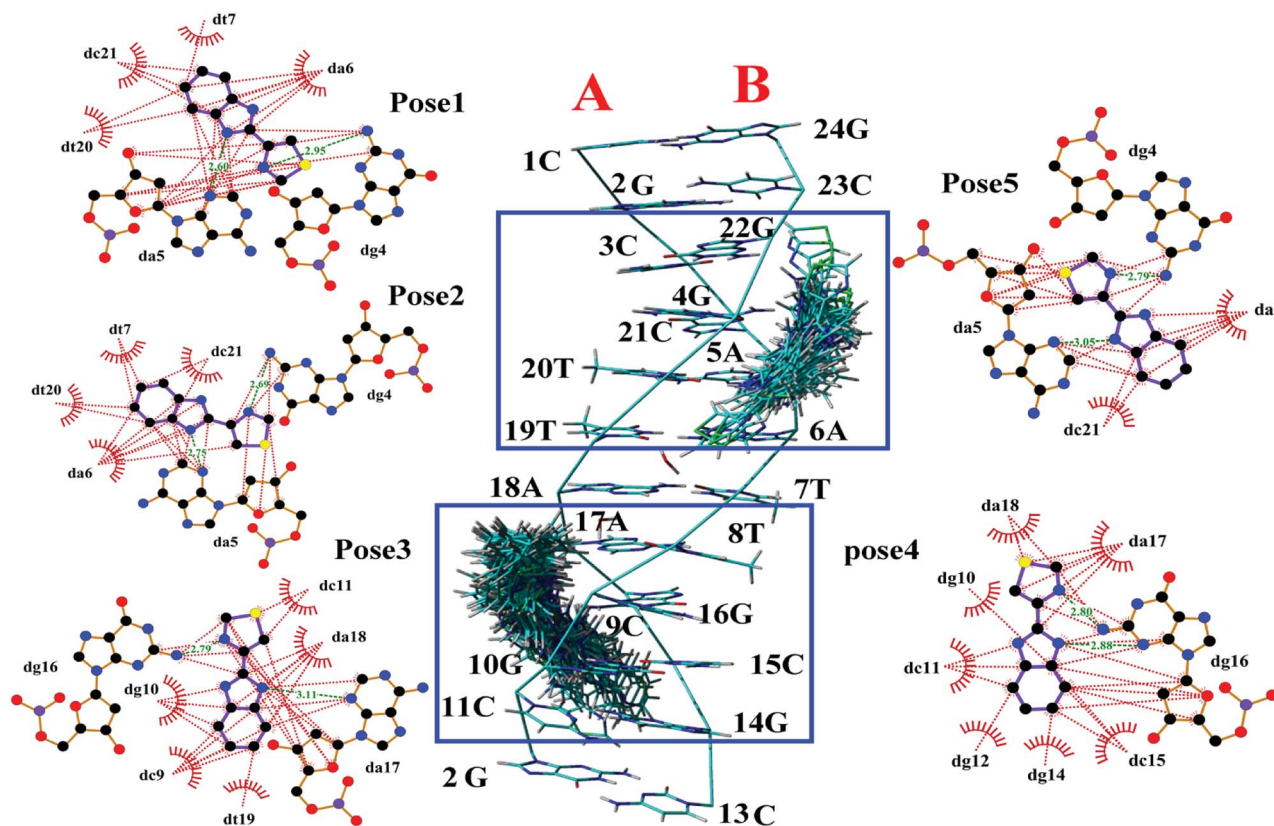 dt7
dc21
da6
Pose1
dt20
2.60
2.95
da5
dg4
Pose2
dt7
dc21
2.69
dt20
dg4
da6
2.75
da5
Pose3
dc11
da18
2.79
dg16
dg10
3.11
dc9
da17
dt19
A
B
24G
1C
2G
23C
22G
3C
4G
21C
5A
20T
19T
6A
18A
7T
17A
8T
16G
9C
10G
15C
11C
14G
2 G
13C
Pose5
dg4
2.79
da
da5
3.05
dc21
pose4
da18
da17
dg10
2.80
2.88
dc11
dg16
dg12
dg14
dc15